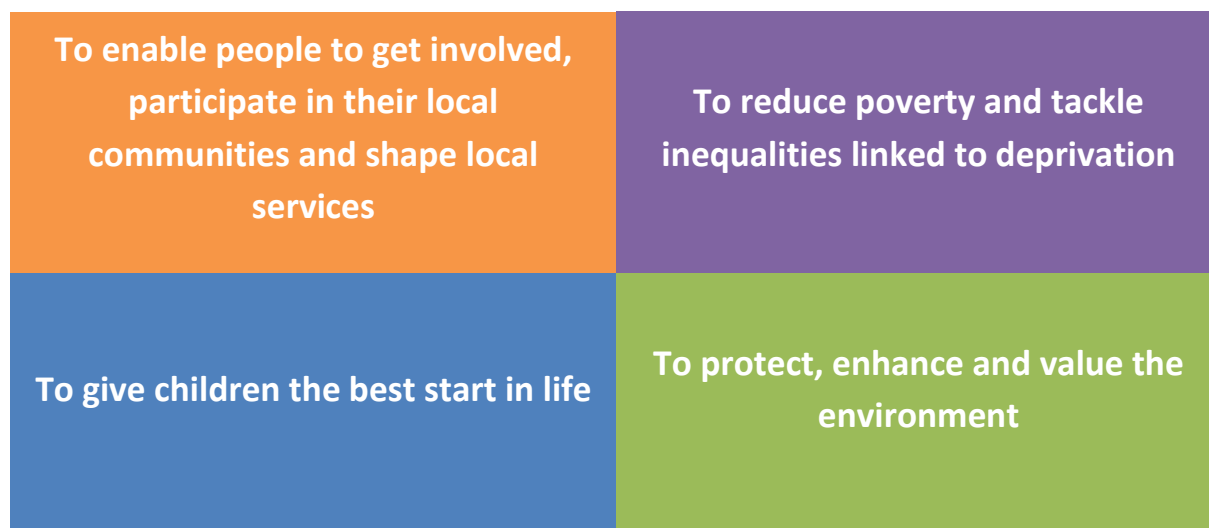 To enable people to get involved,
participate in their local
communities and shape local
services
To reduce poverty and tackle
inequalities linked to deprivation
To give children the best start in life
To protect, enhance and value the
environment